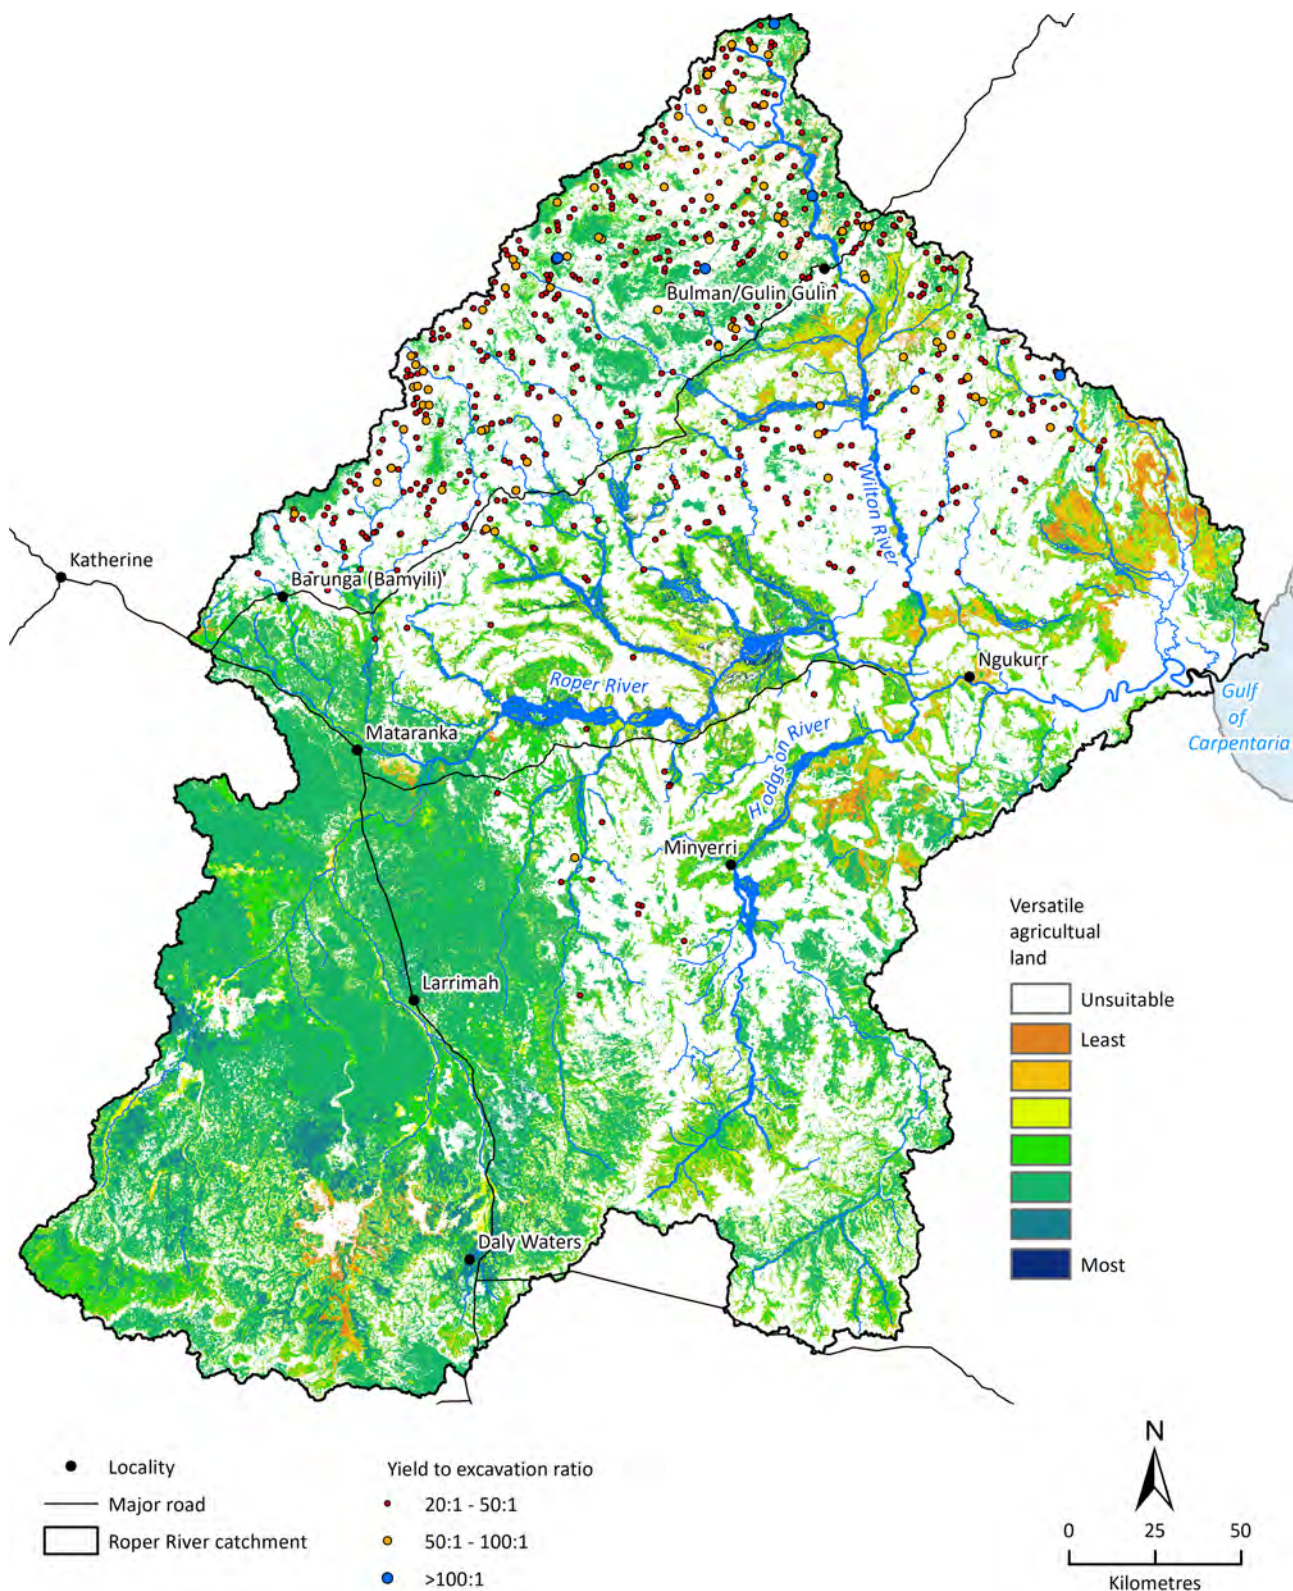 Bulman/Gulin Gulin
Wilton River
Katherine
Barunga (Bamyili)
Ngukurr
Roper River
Gulf
of
Carpentaria
Mataranka
Hodgson River
Minyerri
Versatile
agricultual
land
Larrimah
Unsuitable
Least
Most
Daly Waters
N
Locality
Major road
Roper River catchment
Yield to excavation ratio
20:1 - 50:1
50:1 - 100:1
>100:1
0 25 50
Kilometres